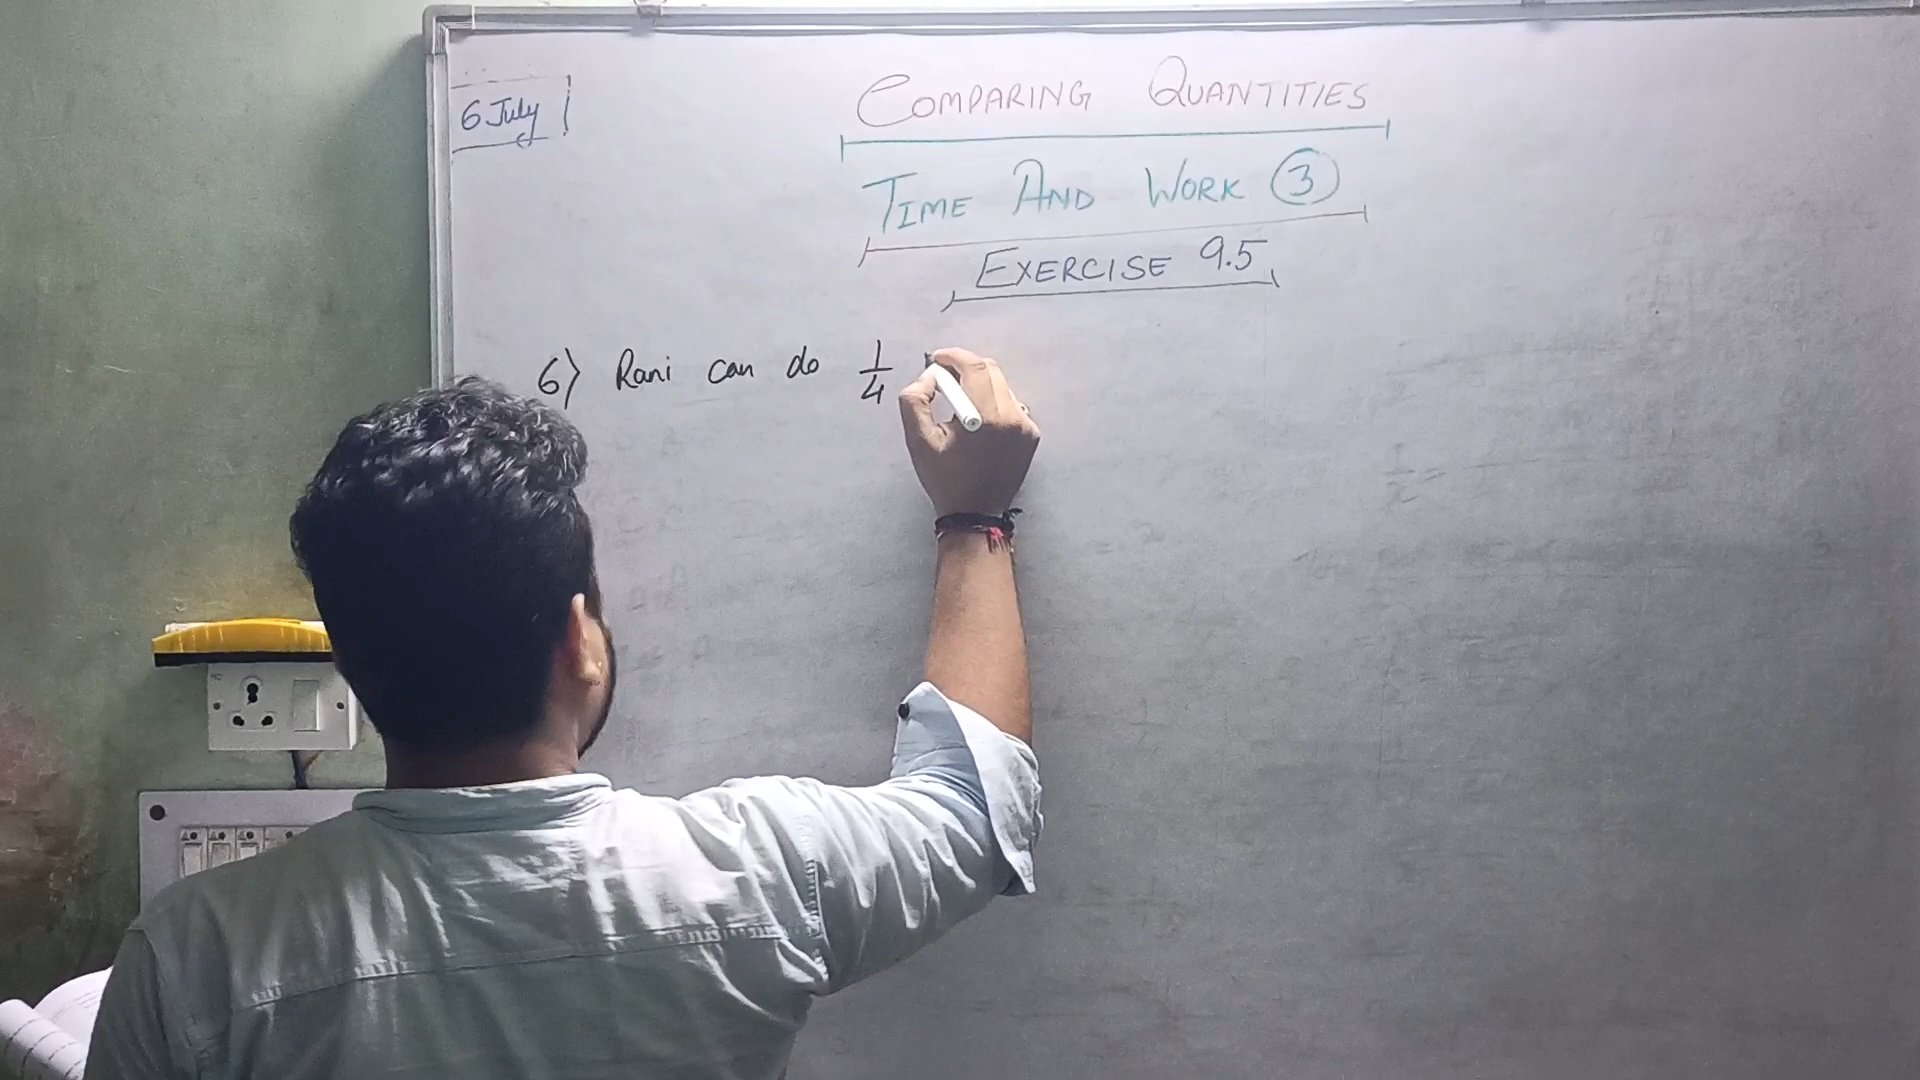 6 July
COMPARING QUANTITIES
TIME AND WORK 3
EXERCISE 9.5
6) Rani can do 1/4